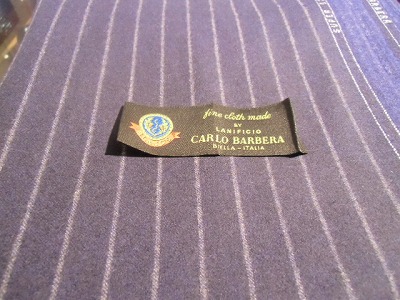 fine cloth made
BY
LANIFICIO
CARLO BARBERA
BIELLA - ITALIA